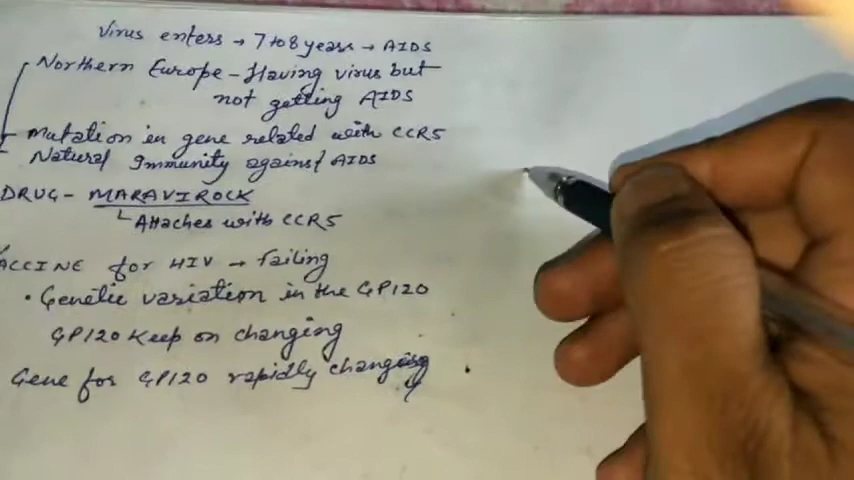 Virus enters → 7 to 8 years → AIDS
Northern Europe - Having virus but
not getting AIDS
Mutation in gene related with CCR5
Natural Immunity against AIDS
DRUG - MARAVIROCK
Attaches with CCR5
ACCINE for HIV → failing
• Genetic variation in the GP120
GP120 Keep on changing
Gene for GP120 rapidly changing